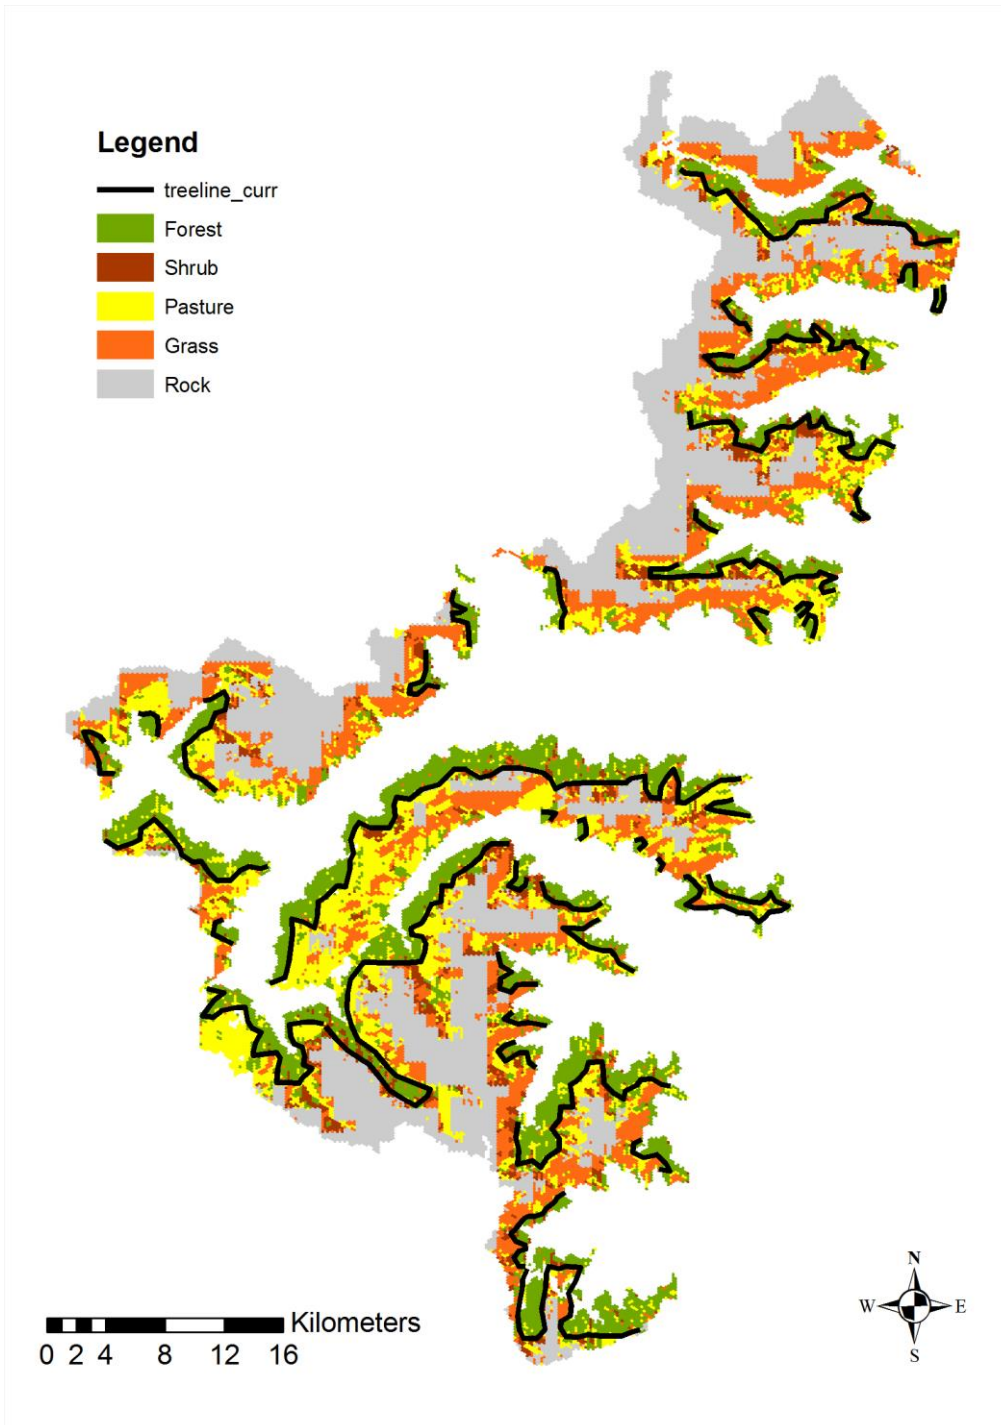 Legend
treeline_curr
Forest
Shrub
Pasture
Grass
Rock
N
W E
S
Kilometers
0 2 4 8 12 16